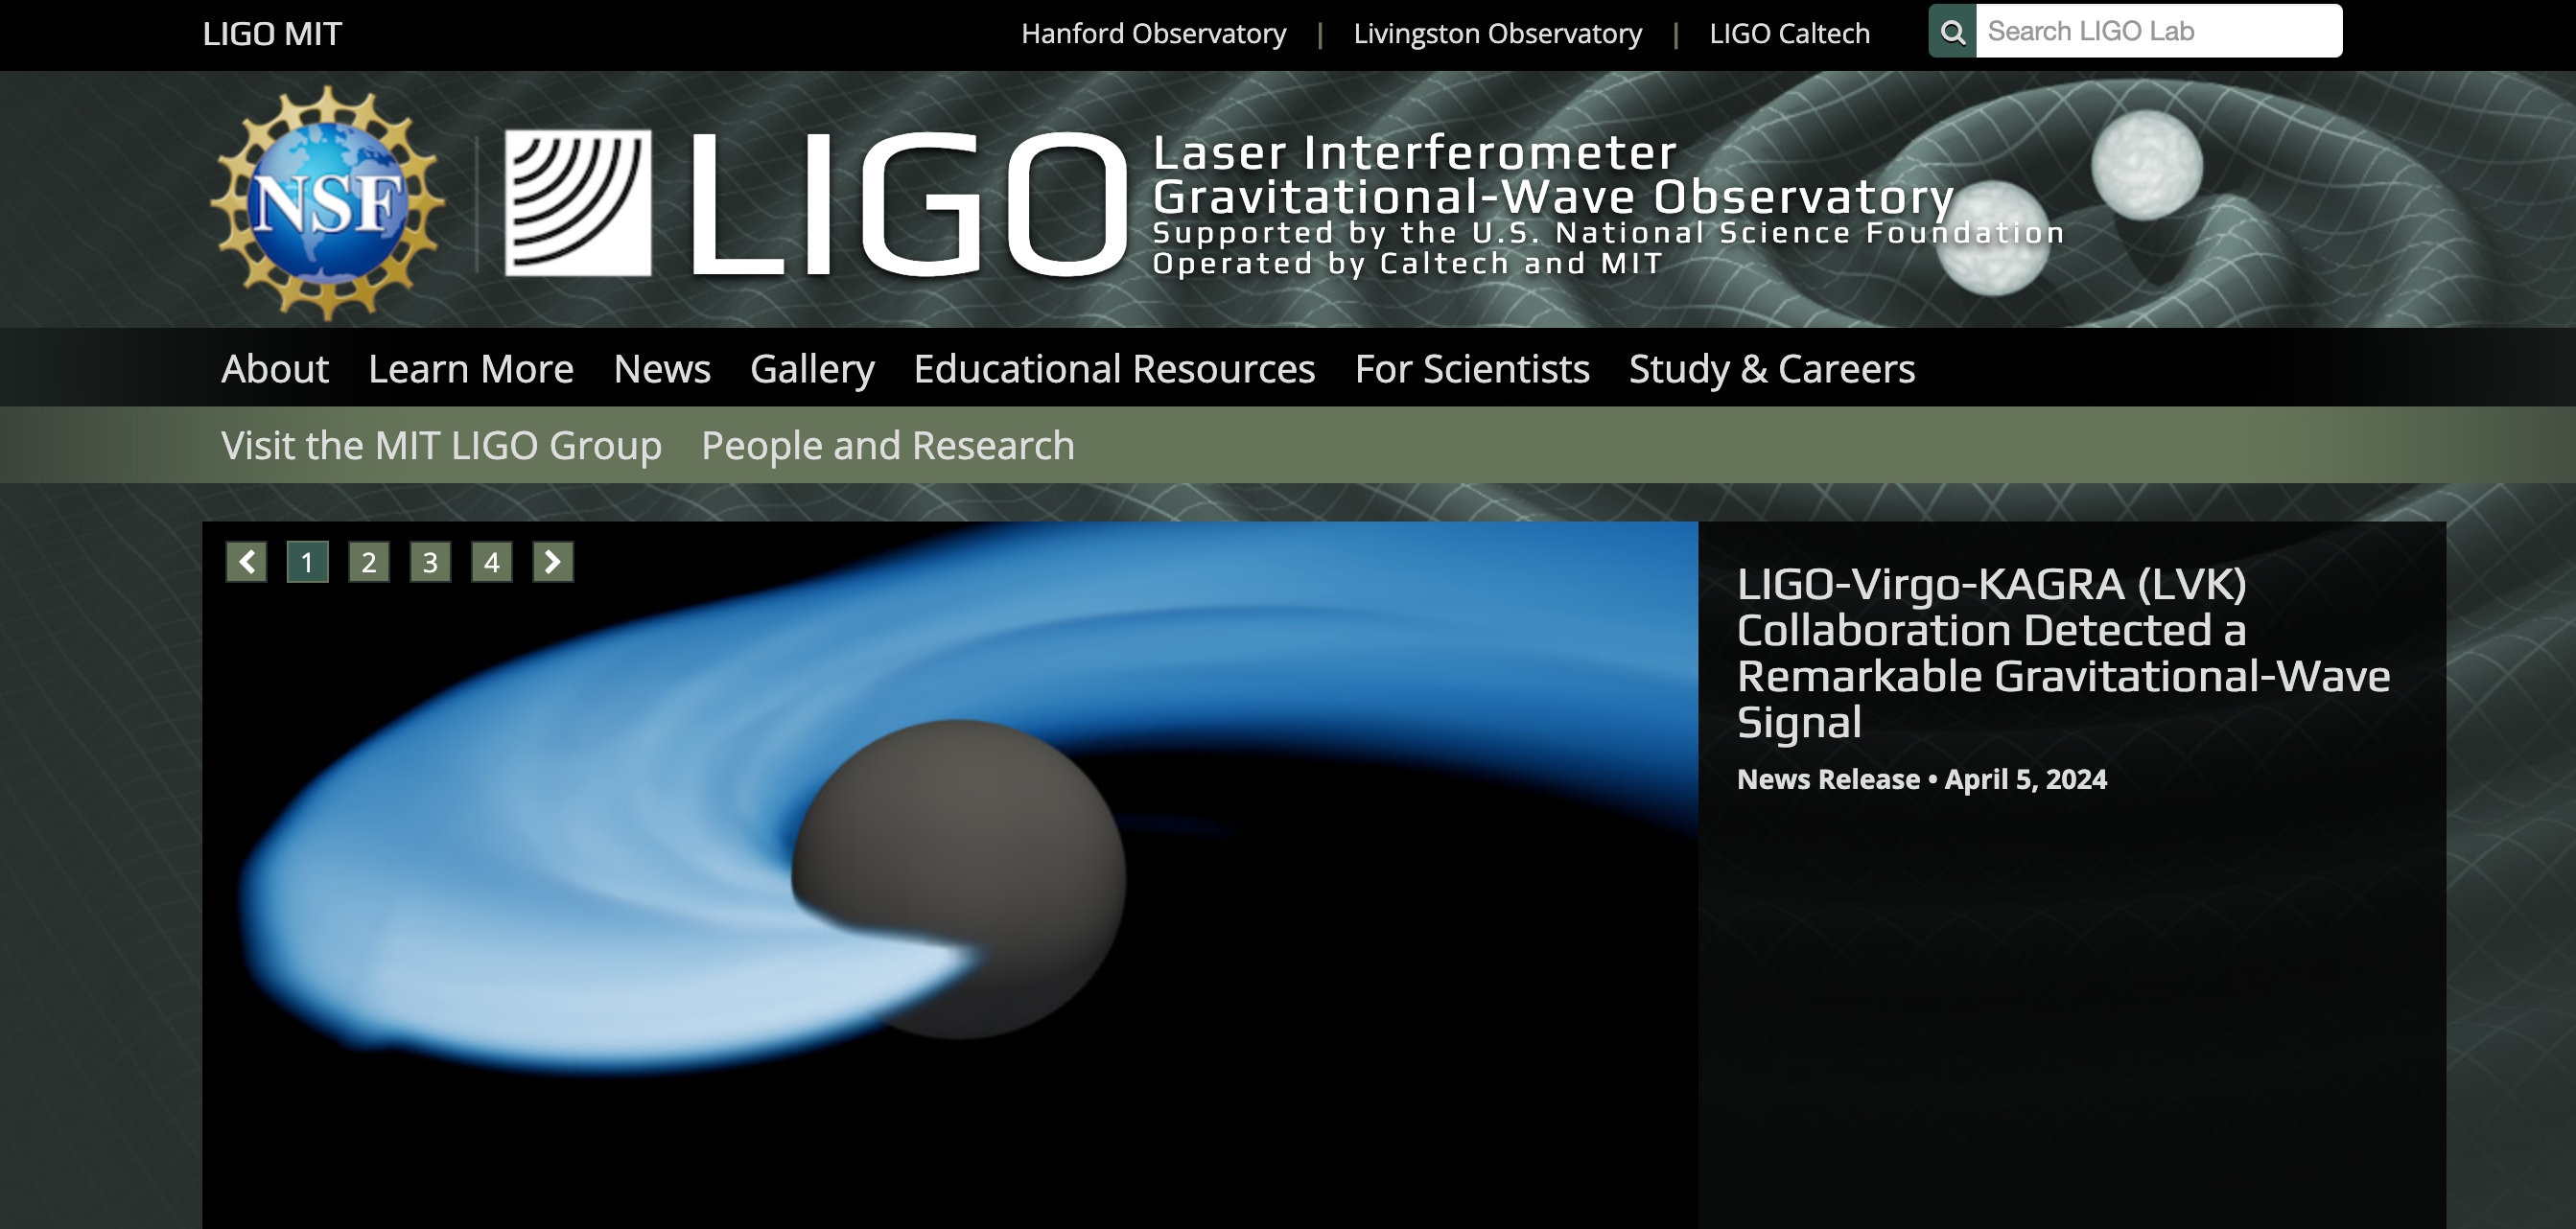 LIGO MIT
Hanford Observatory | Livingston Observatory | LIGO Caltech
Search LIGO Lab
NSF
LIGO
Laser Interferometer
Gravitational-Wave Observatory
Supported by the U.S. National Science Foundation
Operated by Caltech and MIT
About Learn More News Gallery Educational Resources For Scientists Study & Careers
Visit the MIT LIGO Group People and Research
1 2 3 4
LIGO-Virgo-KAGRA (LVK)
Collaboration Detected a
Remarkable Gravitational-Wave
Signal
News Release • April 5, 2024